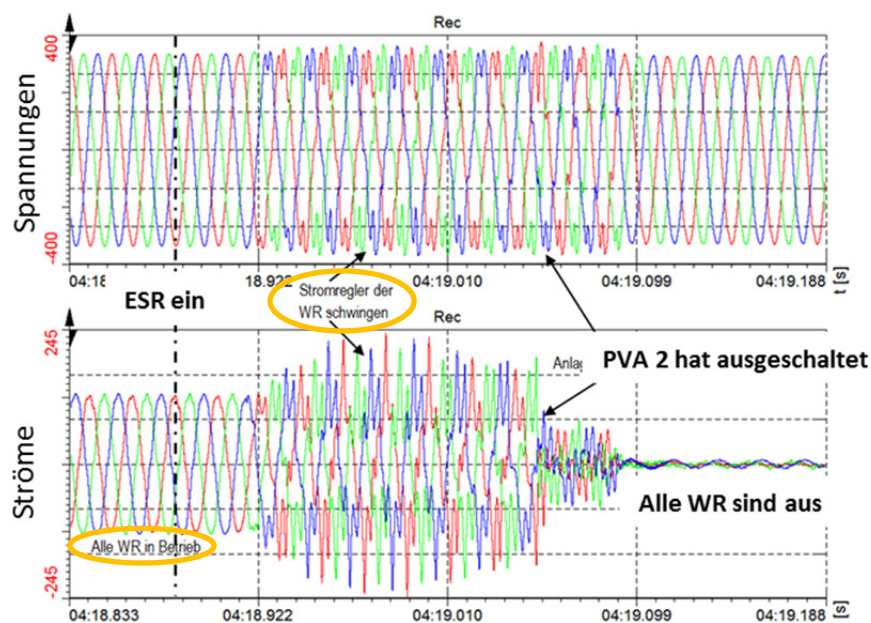 Rec
400
-400
Spannungen
04:18
18.922
04:19.010
04:19.099
04:19.188
t [s]
ESR ein
Stromregler der
WR schwingen
Rec
245
-245
Ströme
PVA 2 hat ausgeschaltet
Alle WR sind aus
Alle WR in Betrieb
04:18.833
04:18.922
04:19.010
04:19.099
04:19.188
[s]